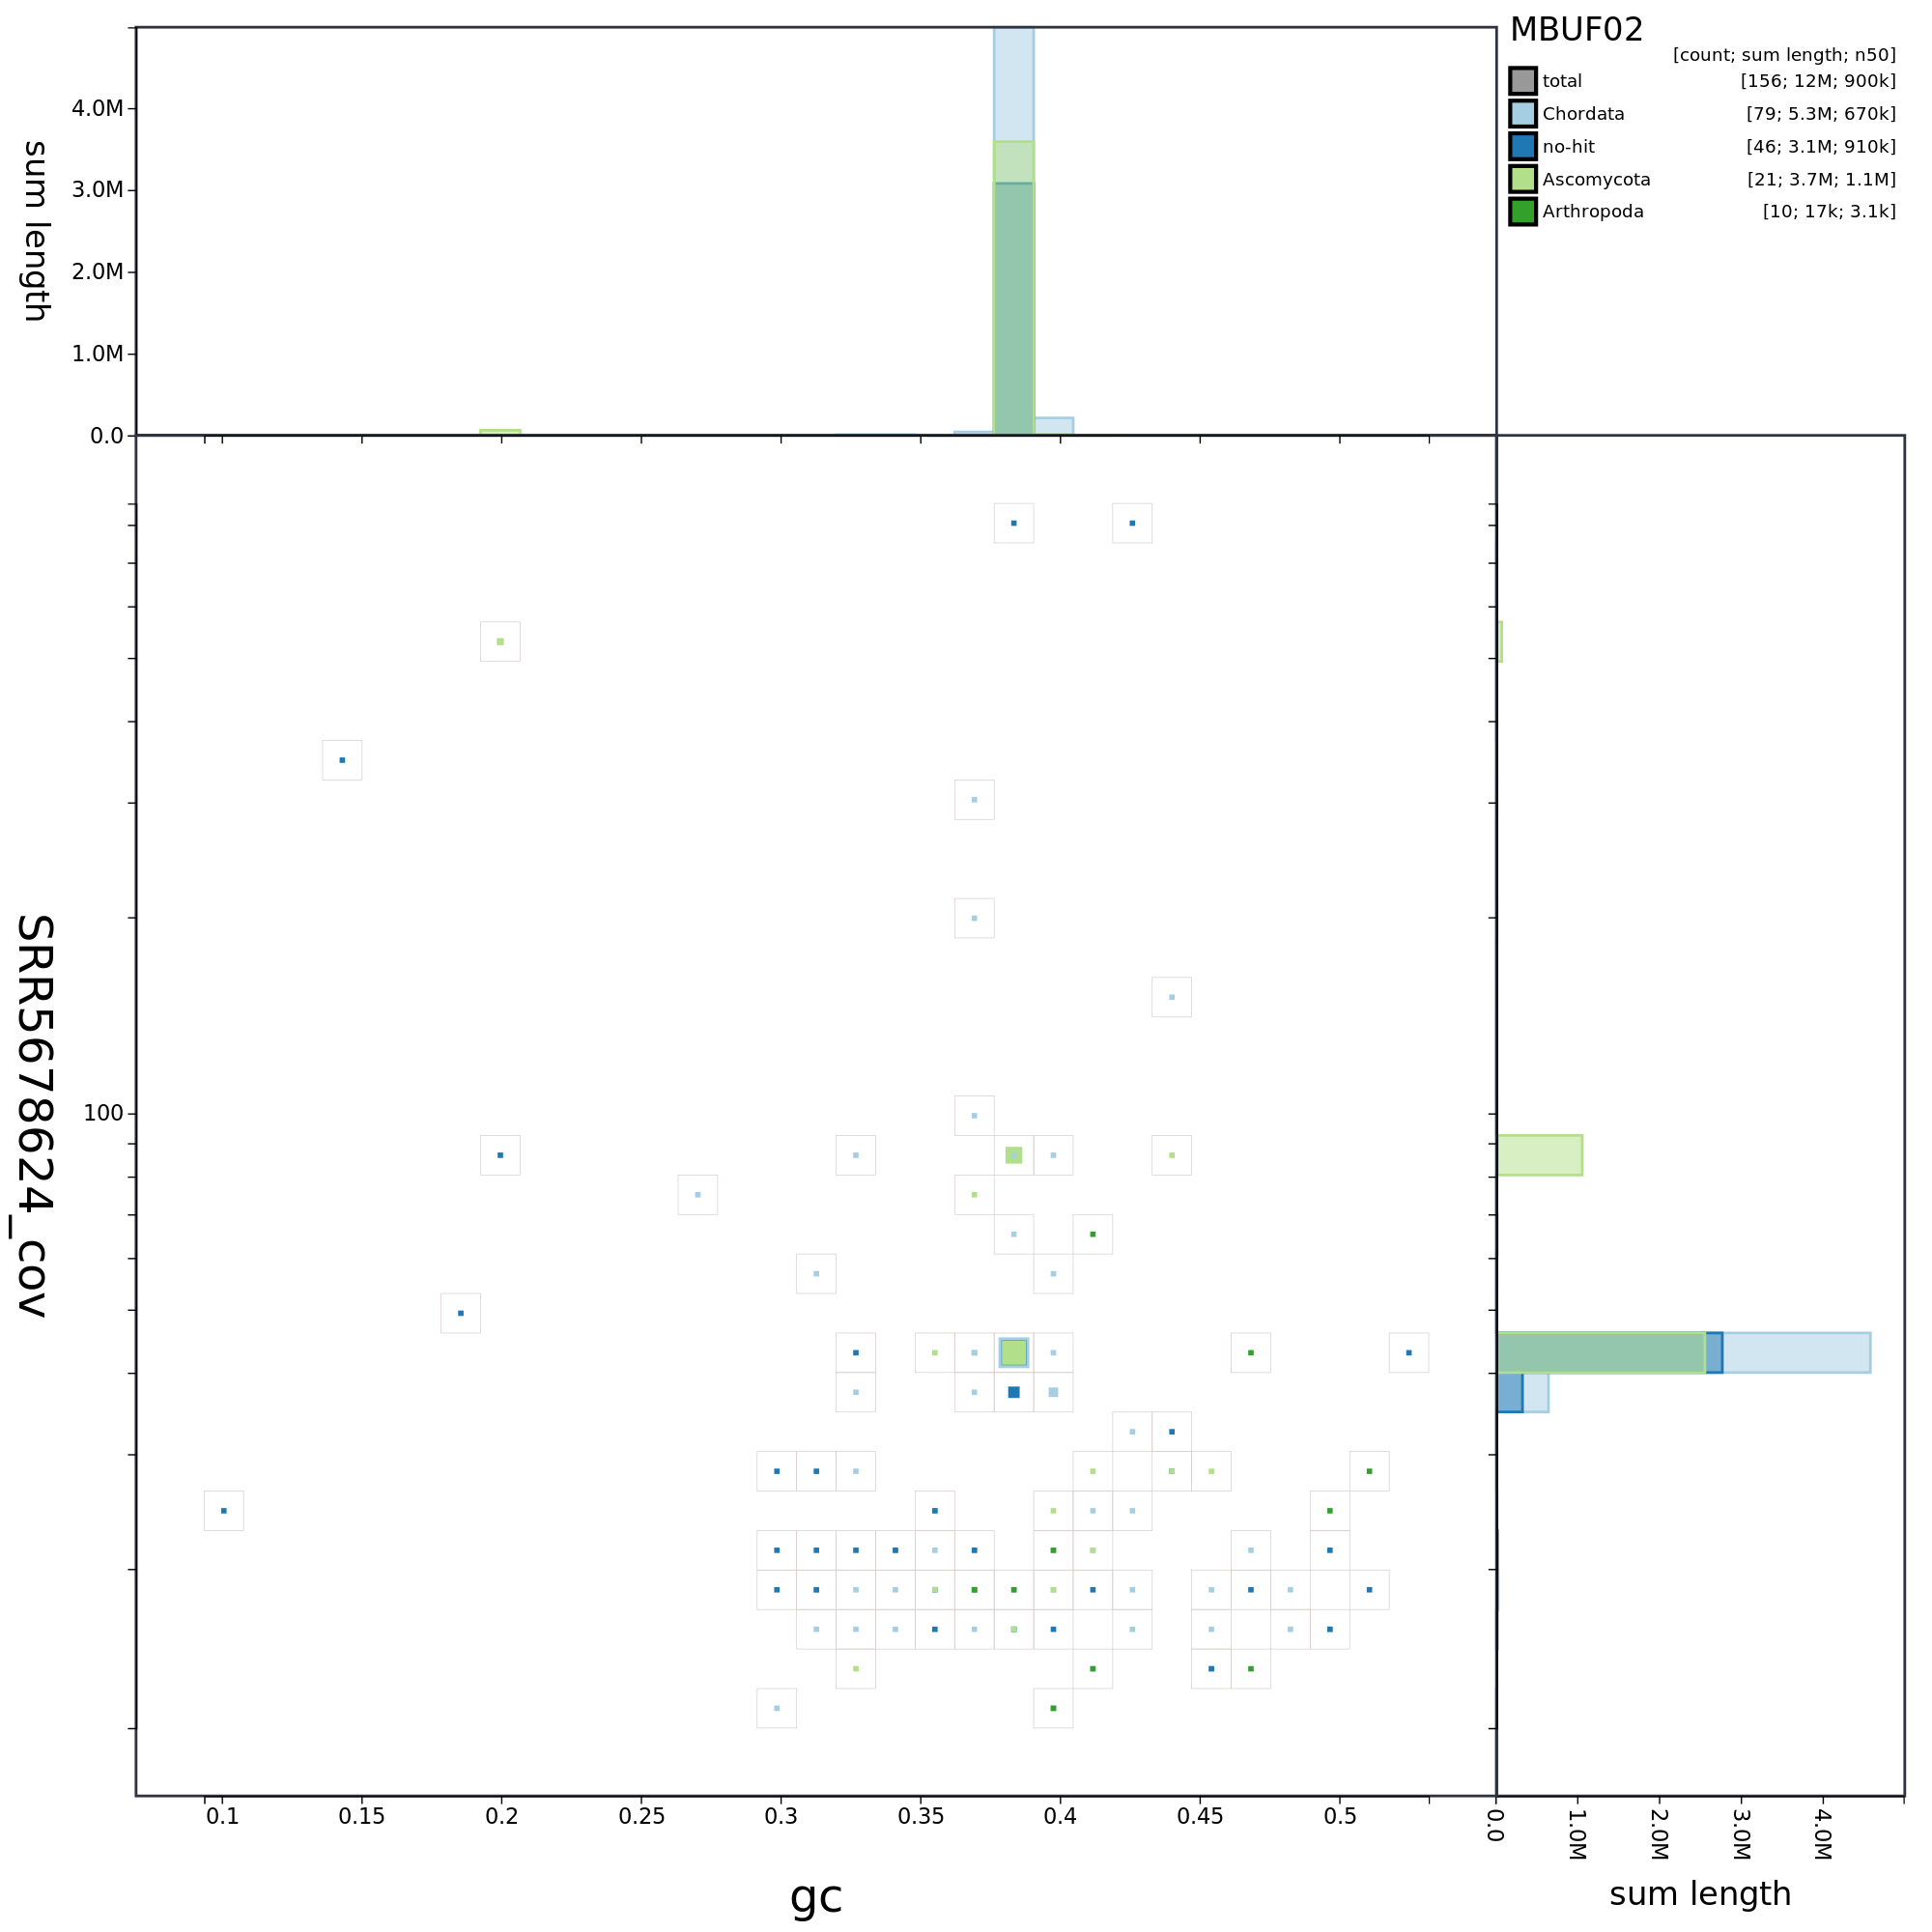 MBUF02
[count; sum length; n50]
total [156; 12M; 900k]
Chordata [79; 5.3M; 670k]
no-hit [46; 3.1M; 910k]
Ascomycota [21; 3.7M; 1.1M]
Arthropoda [10; 17k; 3.1k]
sum length
4.0M
3.0M
2.0M
1.0M
0.0
SRR5678624_cov
100
0.1 0.15 0.2 0.25 0.3 0.35 0.4 0.45 0.5
gc
0.0 1.0M 2.0M 3.0M 4.0M
sum length